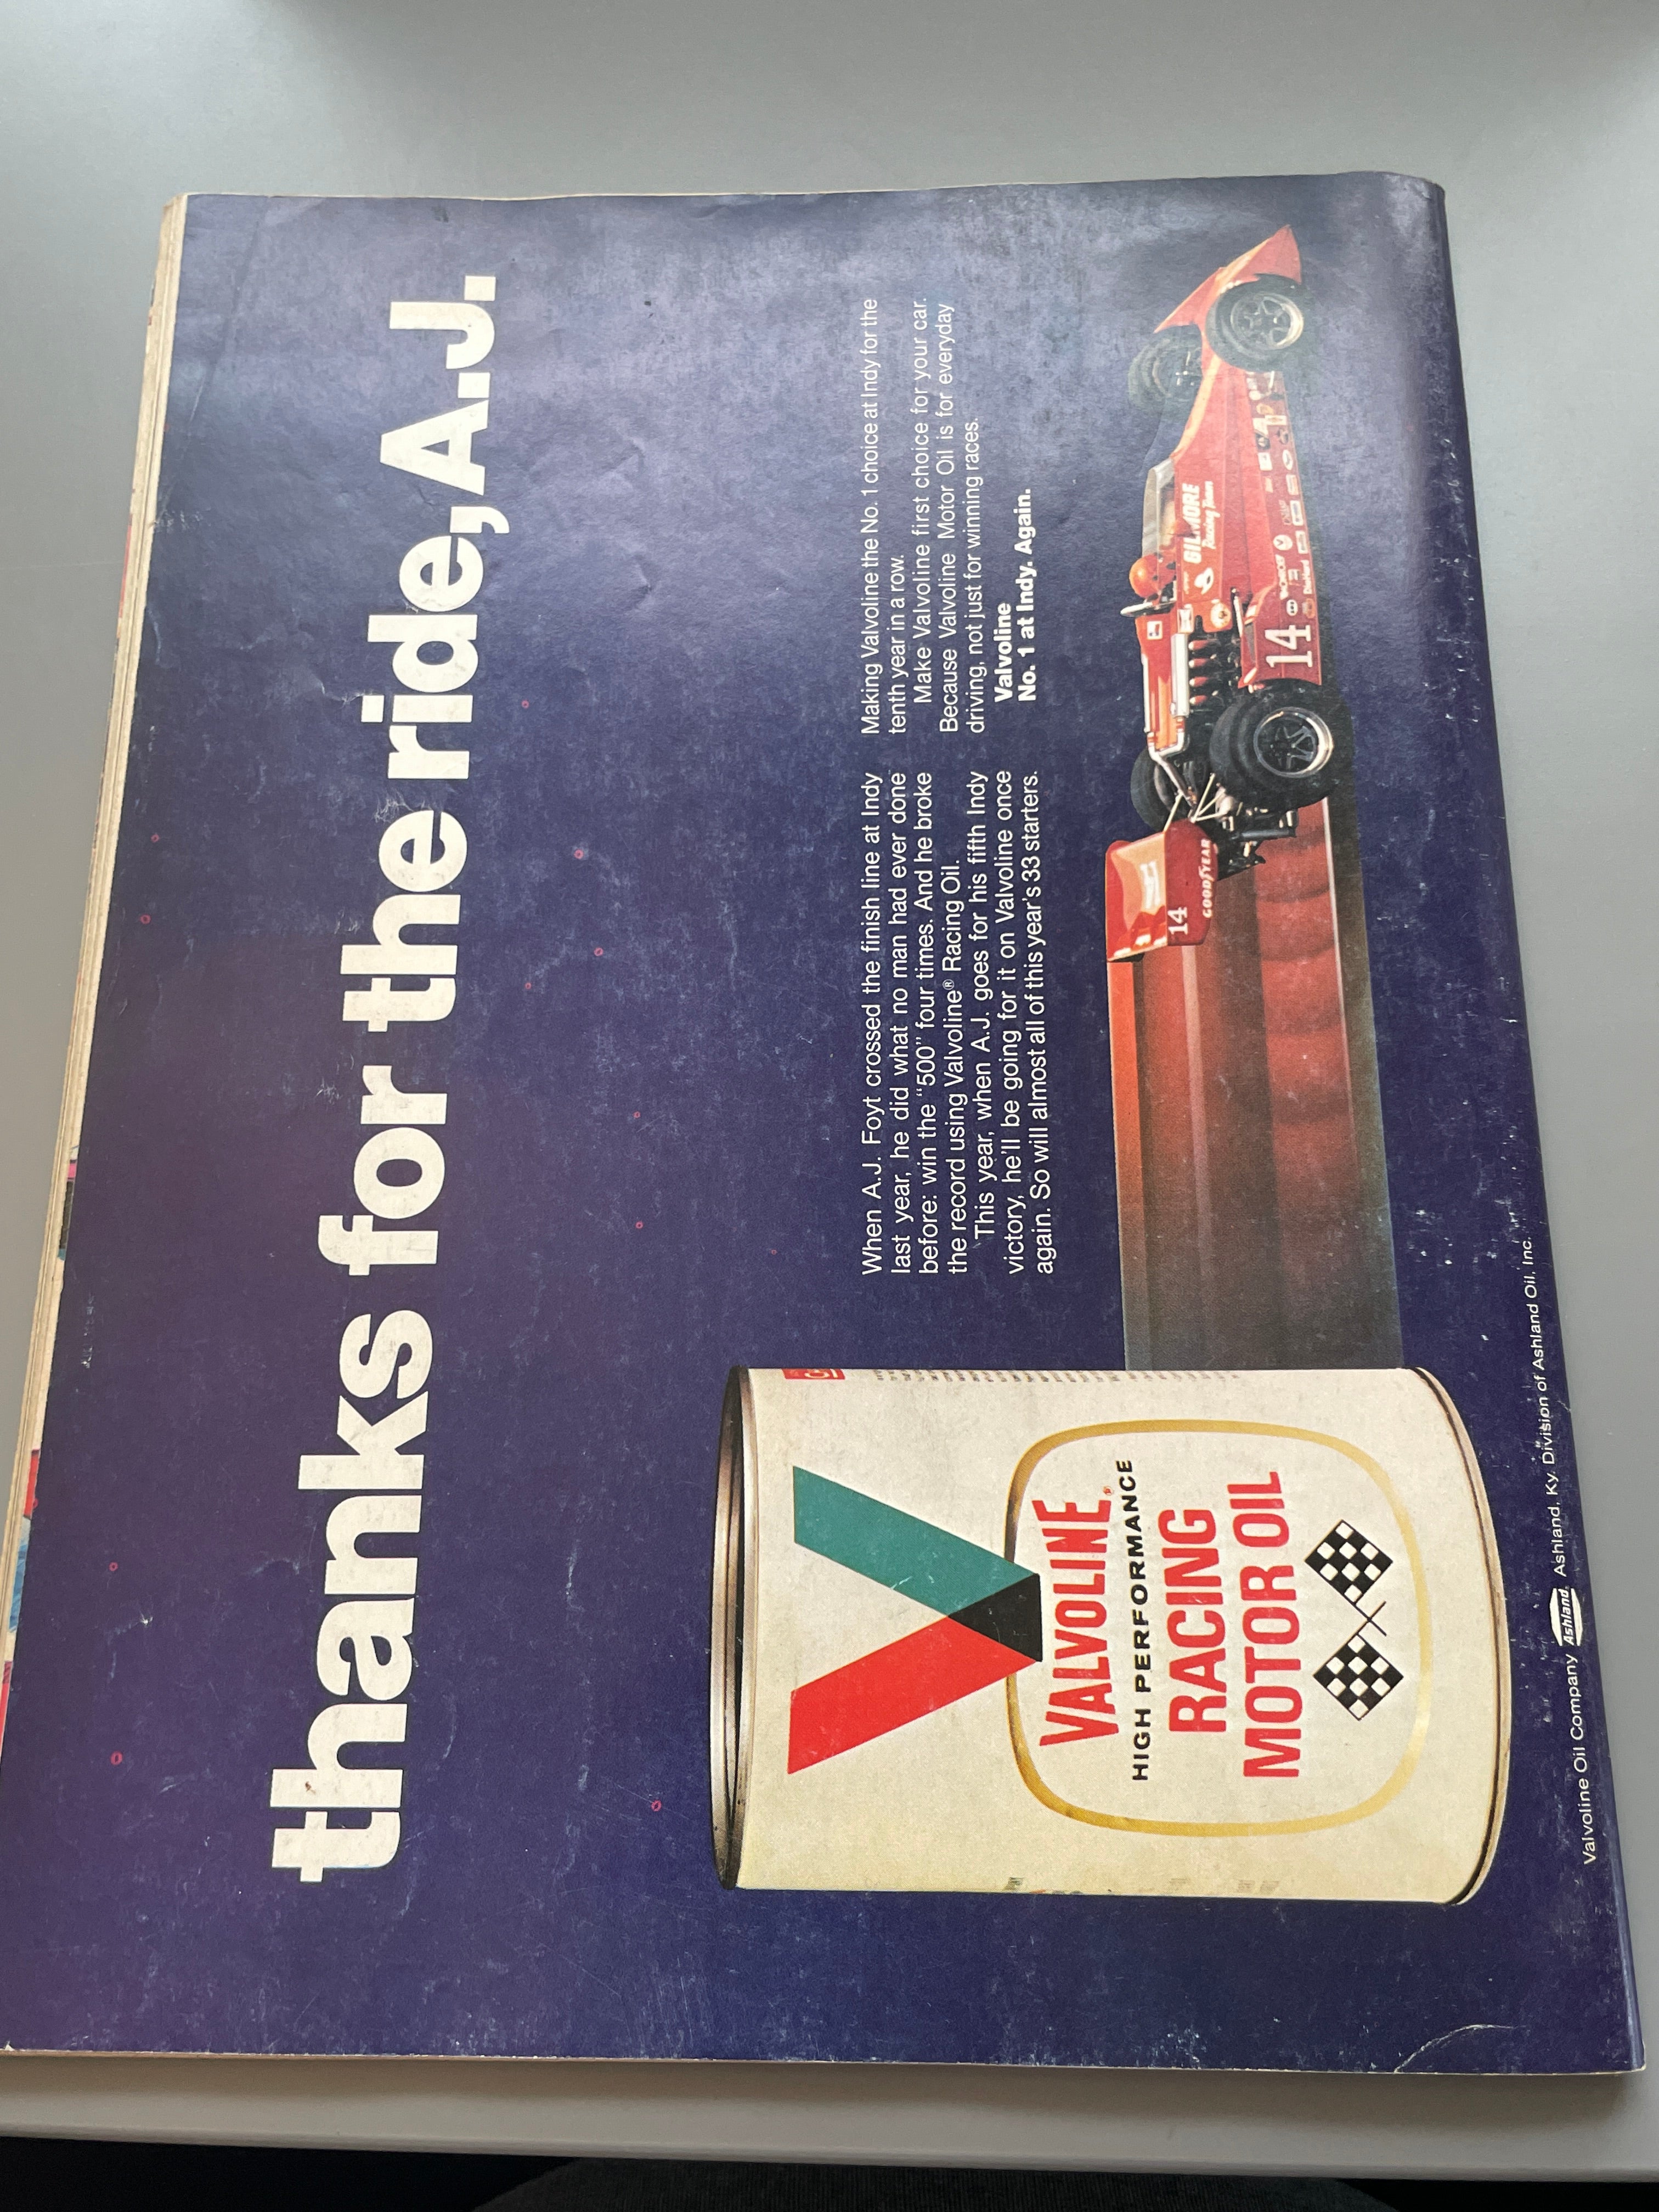 thanks for the ride, A.J.
When A.J. Foyt crossed the finish line at Indy
last year, he did what no man had ever done
before: win the "500" four times. And he broke
the record using Valvoline® Racing Oil.
This year, when A.J. goes for his fifth Indy
victory, he'll be going for it on Valvoline once
again. So will almost all of this year's 33 starters.
Making Valvoline the No. 1 choice at Indy for the
tenth year in a row.
Make Valvoline first choice for your car.
Because Valvoline Motor Oil is for everyday
driving, not just for winning races.
Valvoline
No. 1 at Indy. Again.
VALVOLINE®
HIGH PERFORMANCE
RACING
MOTOR OIL
14
GOODYEAR
14
GILMORE
Racing Team
Valvoline Oil Company Ashland Ashland, Ky. Division of Ashland Oil, Inc.